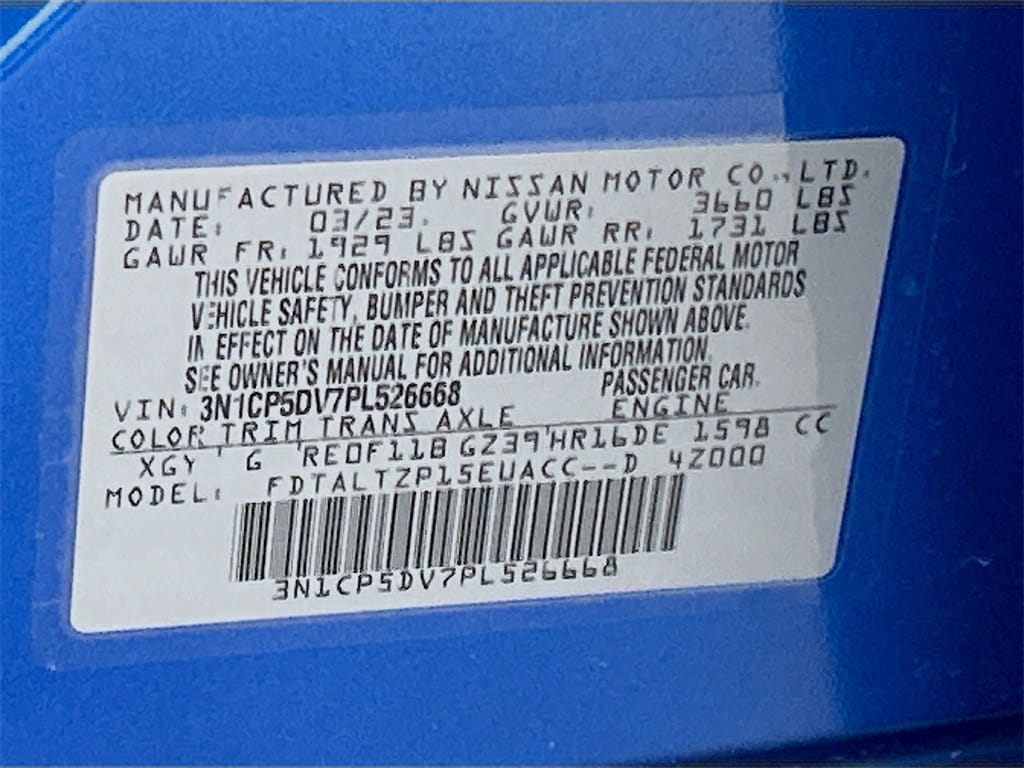 MANUFACTURED BY NISSAN MOTOR CO., LTD.
DATE: 03/23. GVWR: 3660 LBS
GAWR FR: 1929 LBS GAWR RR: 1731 LBS
THIS VEHICLE CONFORMS TO ALL APPLICABLE FEDERAL MOTOR
VEHICLE SAFETY, BUMPER AND THEFT PREVENTION STANDARDS
IN EFFECT ON THE DATE OF MANUFACTURE SHOWN ABOVE.
SEE OWNER'S MANUAL FOR ADDITIONAL INFORMATION.
VIN: 3N1CP5DV7PL526668 PASSENGER CAR.
COLOR TRIM TRANS AXLE ENGINE
XGY G RE0F11B GZ39 HR16DE 1598 CC
MODEL: FDTALTZP15EUACC--D 4Z000
3N1CP5DV7PL526668